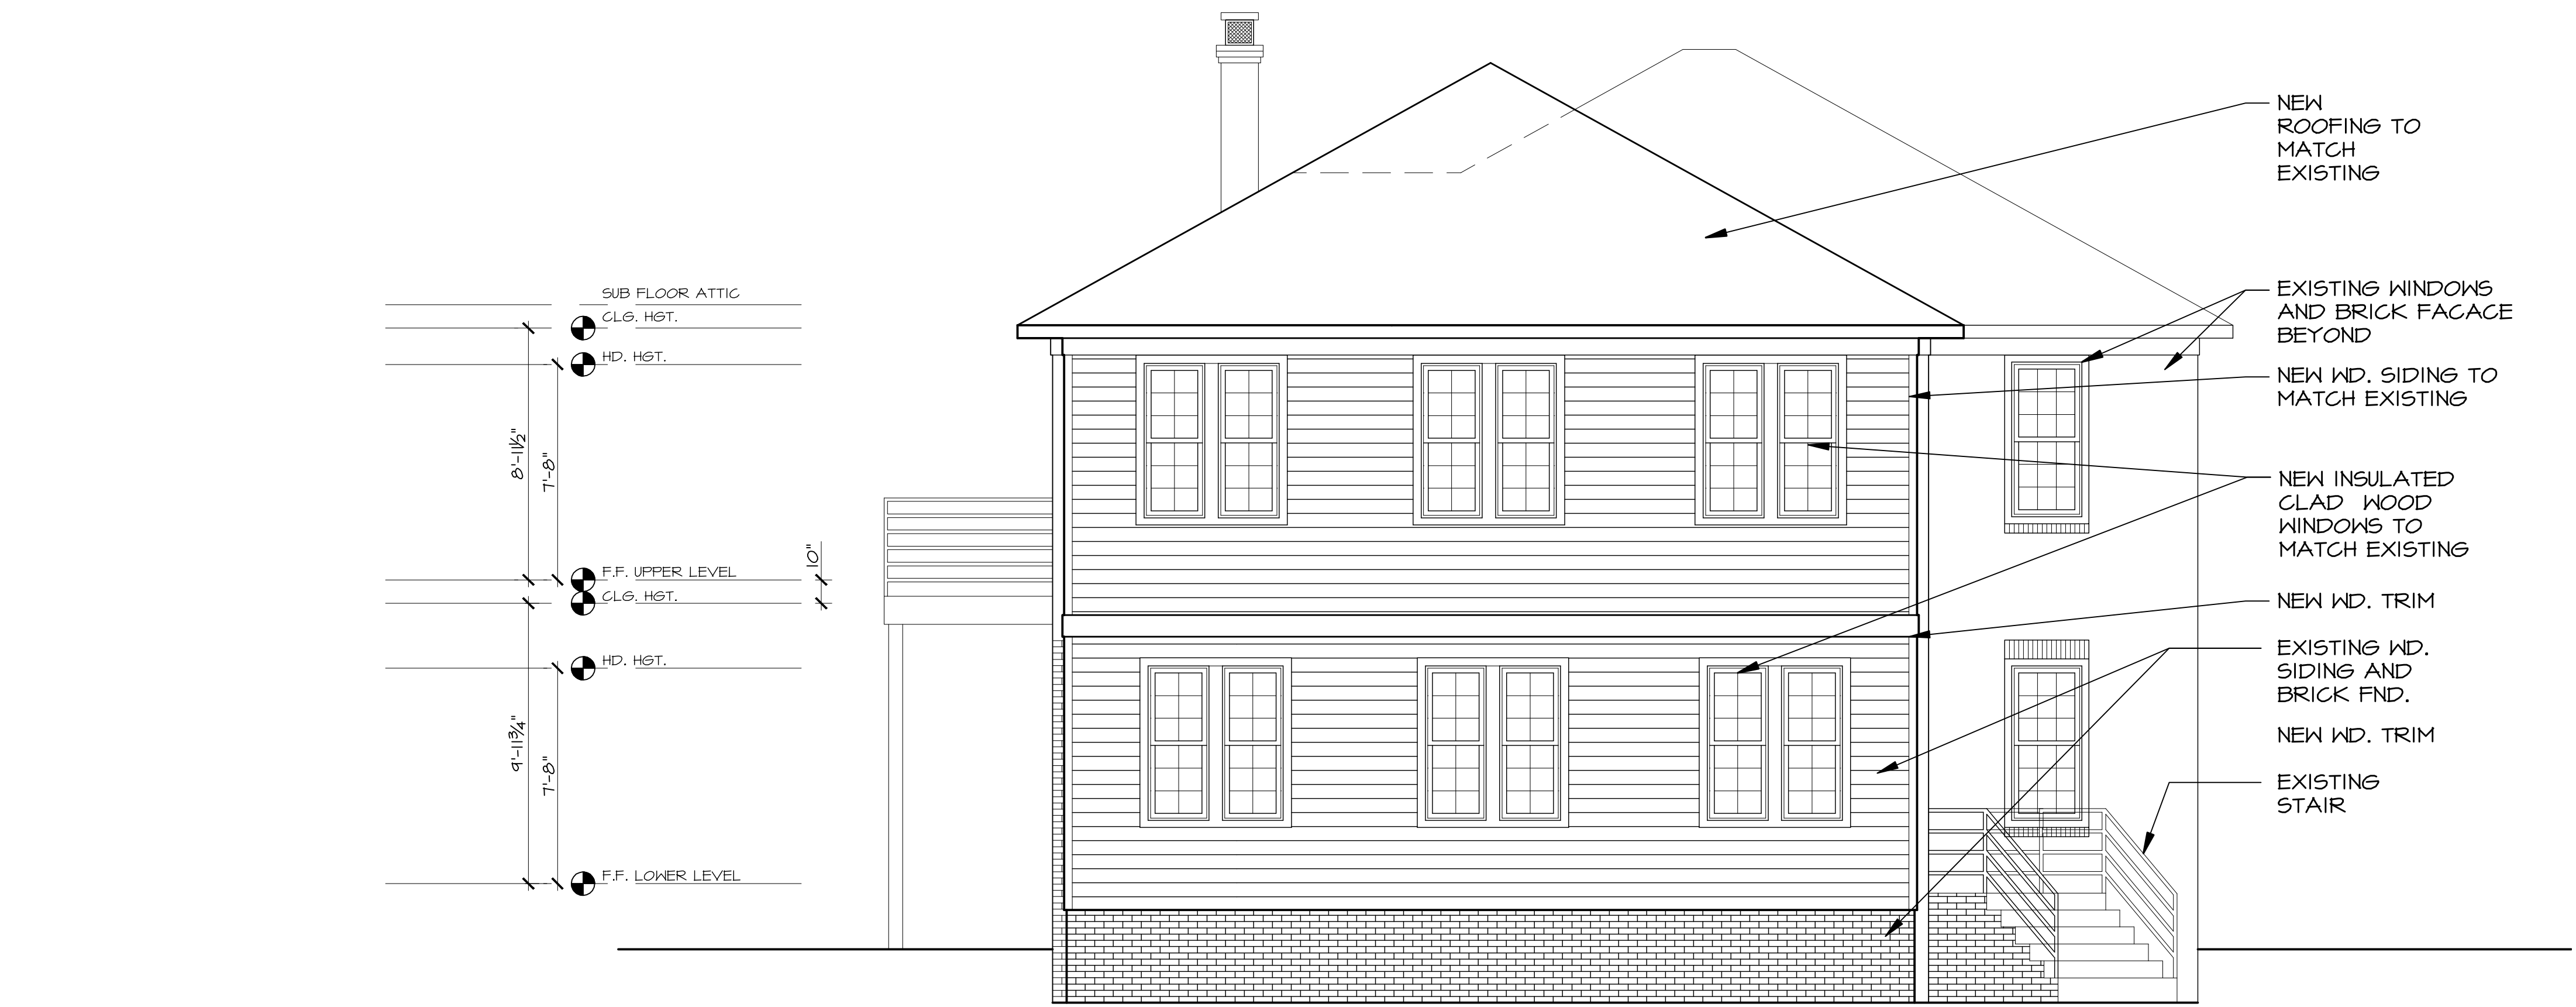 SUB FLOOR ATTIC
CLG. HGT.
HD. HGT.
8'-11½"
7'-8"
F.F. UPPER LEVEL
CLG. HGT.
10"
HD. HGT.
9'-11¾"
7'-8"
F.F. LOWER LEVEL
NEW
ROOFING TO
MATCH
EXISTING
EXISTING WINDOWS
AND BRICK FACACE
BEYOND
NEW WD. SIDING TO
MATCH EXISTING
NEW INSULATED
CLAD WOOD
WINDOWS TO
MATCH EXISTING
NEW WD. TRIM
EXISTING WD.
SIDING AND
BRICK FND.
NEW WD. TRIM
EXISTING
STAIR